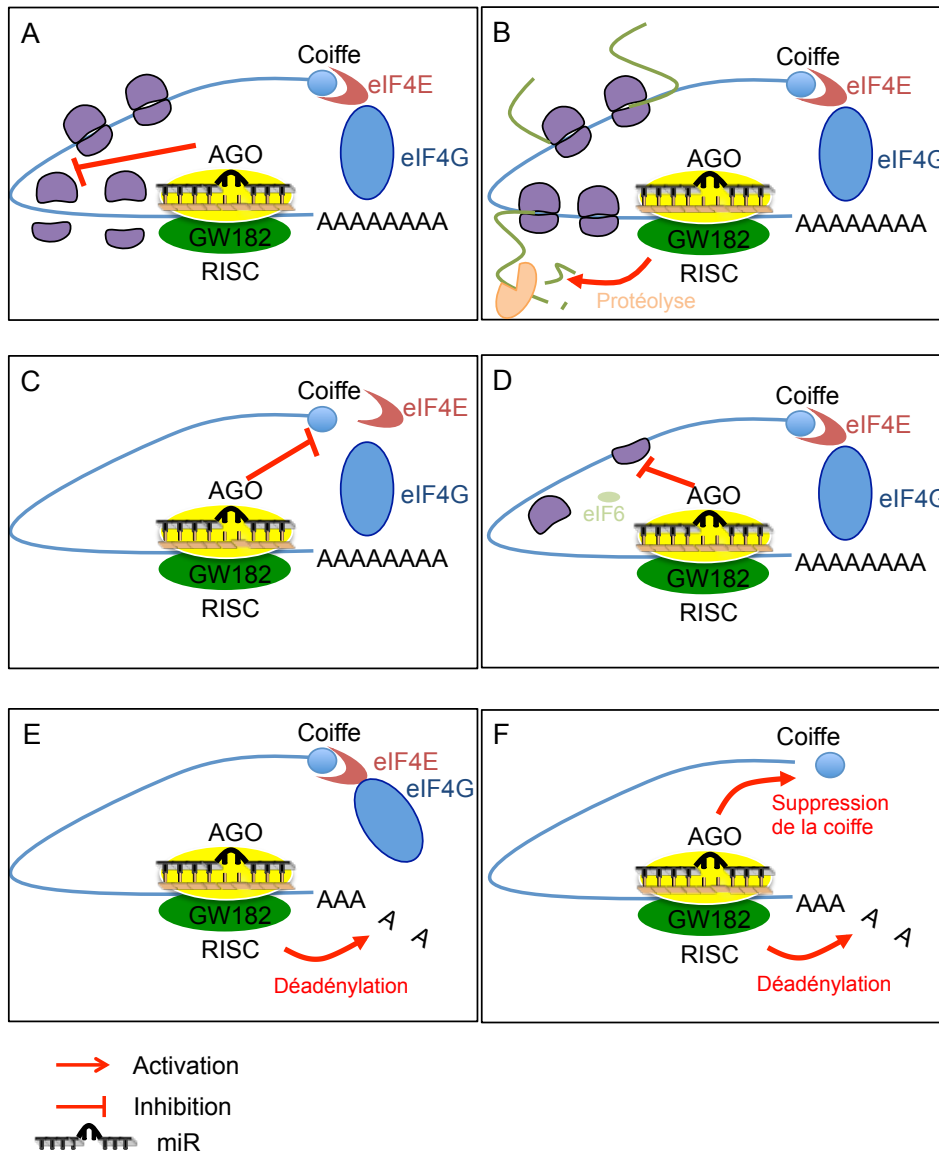 A
Coiffe
eIF4E
eIF4G
AGO
GW182
RISC
AAAAAAAA
B
Coiffe
eIF4E
eIF4G
AGO
GW182
RISC
AAAAAAAA
Protéolyse
C
Coiffe
eIF4E
eIF4G
AGO
GW182
RISC
AAAAAAAA
D
Coiffe
eIF4E
eIF4G
eIF6
AGO
GW182
RISC
AAAAAAAA
E
Coiffe
eIF4E
eIF4G
AGO
GW182
RISC
AAA
A
A
Déadénylation
F
Coiffe
Suppression
de la coiffe
AGO
GW182
RISC
AAA
A
A
Déadénylation
Activation
Inhibition
miR